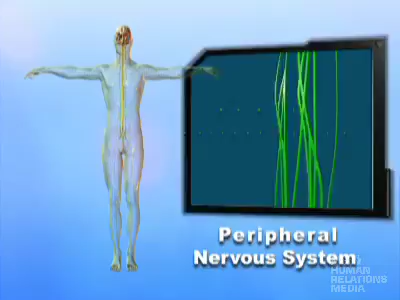 Peripheral
Nervous System
HUMAN
RELATIONS
MEDIA